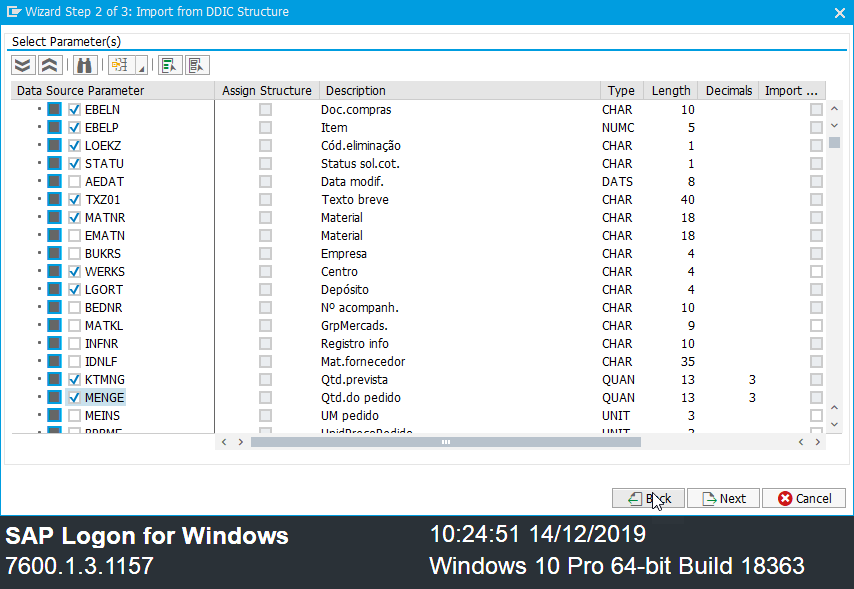 Wizard Step 2 of 3: Import from DDIC Structure
Select Parameter(s)
Data Source Parameter Assign Structure Description Type Length Decimals Import ...
EBELN Doc.compras CHAR 10
EBELP Item NUMC 5
LOEKZ Cód.eliminação CHAR 1
STATU Status sol.cot. CHAR 1
AEDAT Data modif. DATS 8
TXZ01 Texto breve CHAR 40
MATNR Material CHAR 18
EMATN Material CHAR 18
BUKRS Empresa CHAR 4
WERKS Centro CHAR 4
LGORT Depósito CHAR 4
BEDNR Nº acompanh. CHAR 10
MATKL GrpMercads. CHAR 9
INFNR Registro info CHAR 10
IDNLF Mat.fornecedor CHAR 35
KTMNG Qtd.prevista QUAN 13 3
MENGE Qtd.do pedido QUAN 13 3
MEINS UM pedido UNIT 3
Back Next Cancel
SAP Logon for Windows 10:24:51 14/12/2019
7600.1.3.1157 Windows 10 Pro 64-bit Build 18363